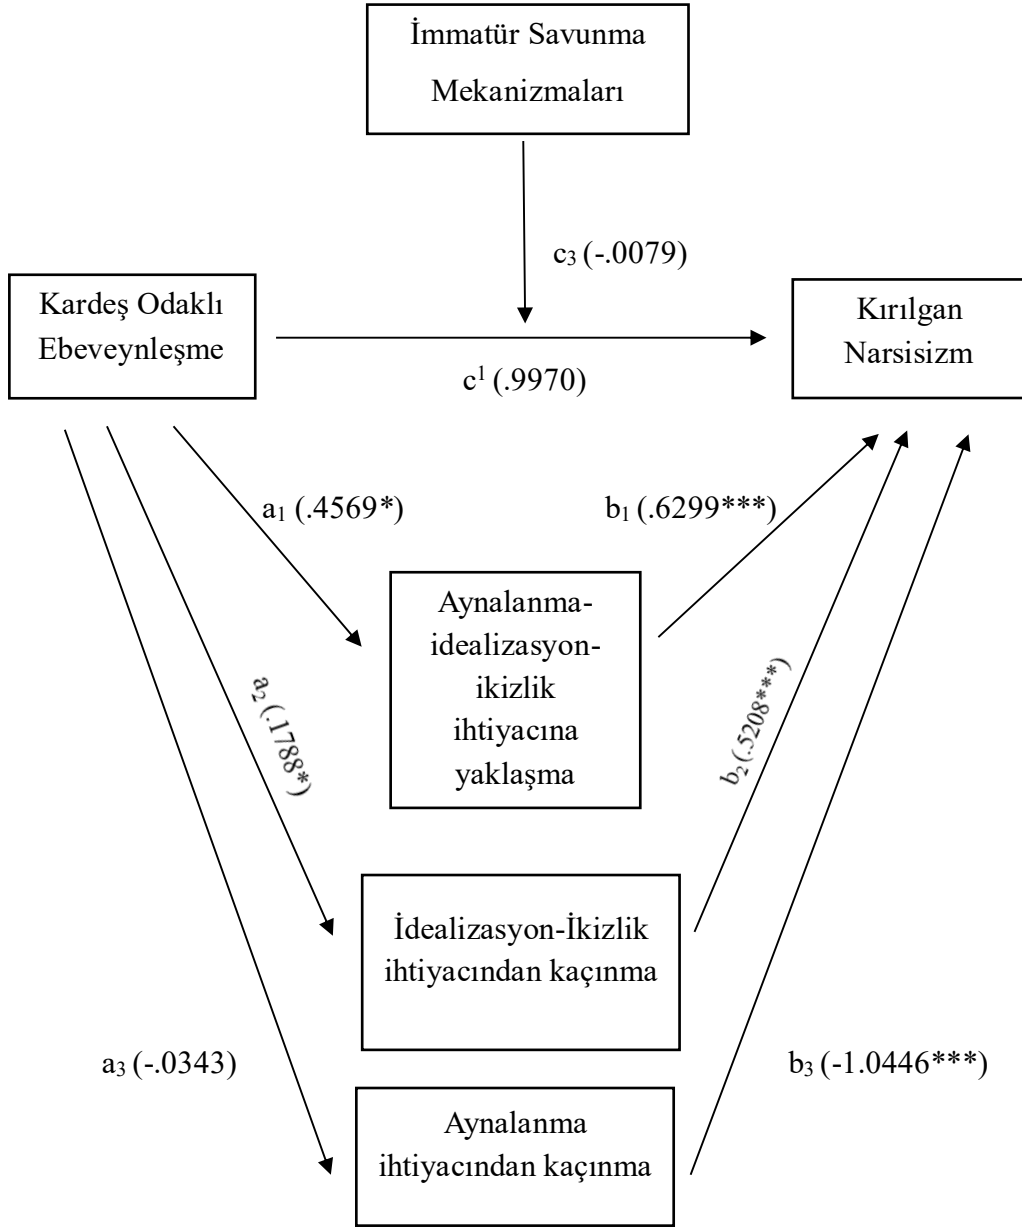 İmmatür Savunma
Mekanizmaları
c₃ (-.0079)
Kardeş Odaklı
Ebeveynleşme
Kırılgan
Narsisizm
c¹ (.9970)
a₁ (.4569*)
b₁ (.6299***)
Aynalanma-
idealizasyon-
ikizlik
ihtiyacına
yaklaşma
a₂ (.1788*)
b₂ (.5208***)
İdealizasyon-İkizlik
ihtiyacından kaçınma
a₃ (-.0343)
b₃ (-1.0446***)
Aynalanma
ihtiyacından kaçınma